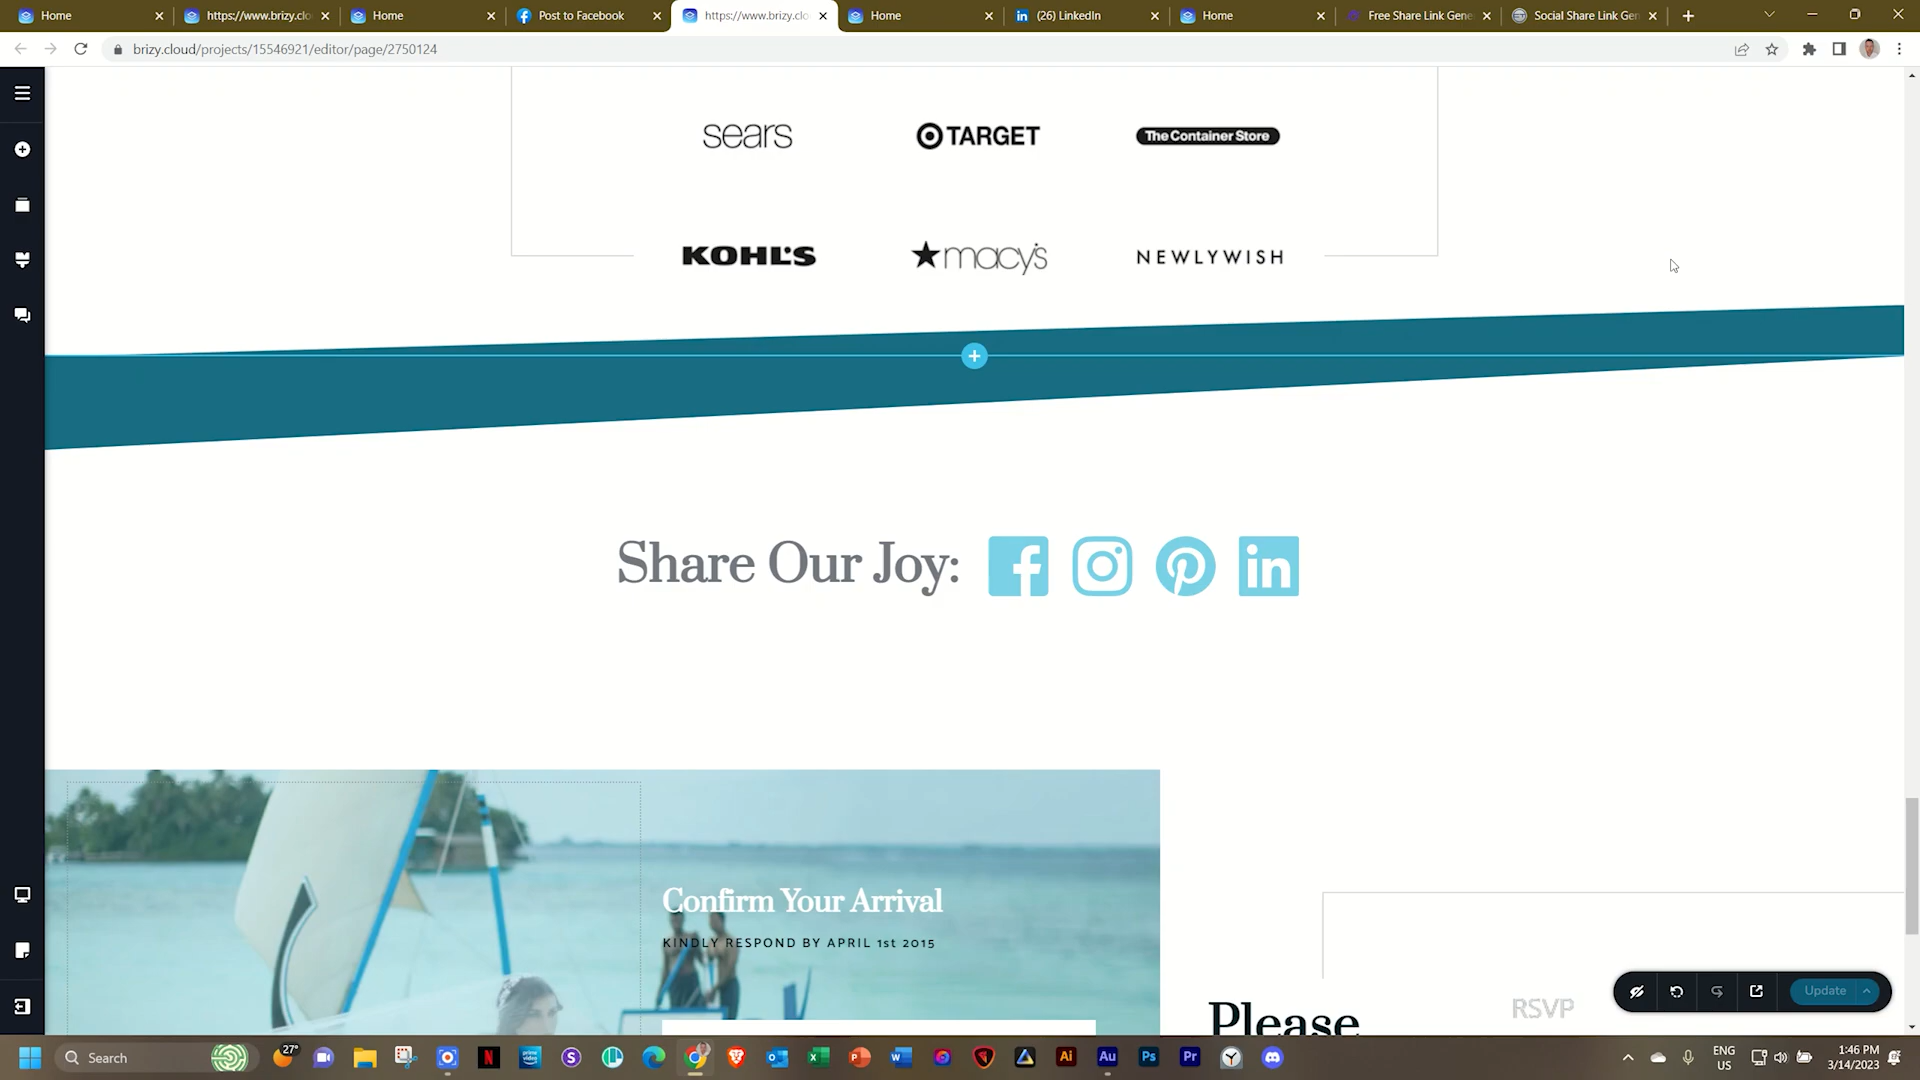 Home
https://www.brizy.clo
Home
Post to Facebook
https://www.brizy.clo
Home
(26) LinkedIn
Home
Free Share Link Gene
Social Share Link Gen
brizy.cloud/projects/15546921/editor/page/2750124
sears
TARGET
The Container Store
KOHL'S
macy's
NEWLYWISH
Share Our Joy:
Confirm Your Arrival
KINDLY RESPOND BY APRIL 1st 2015
Please
RSVP
Update
Search
27°
ENG
US
1:46 PM
3/14/2023